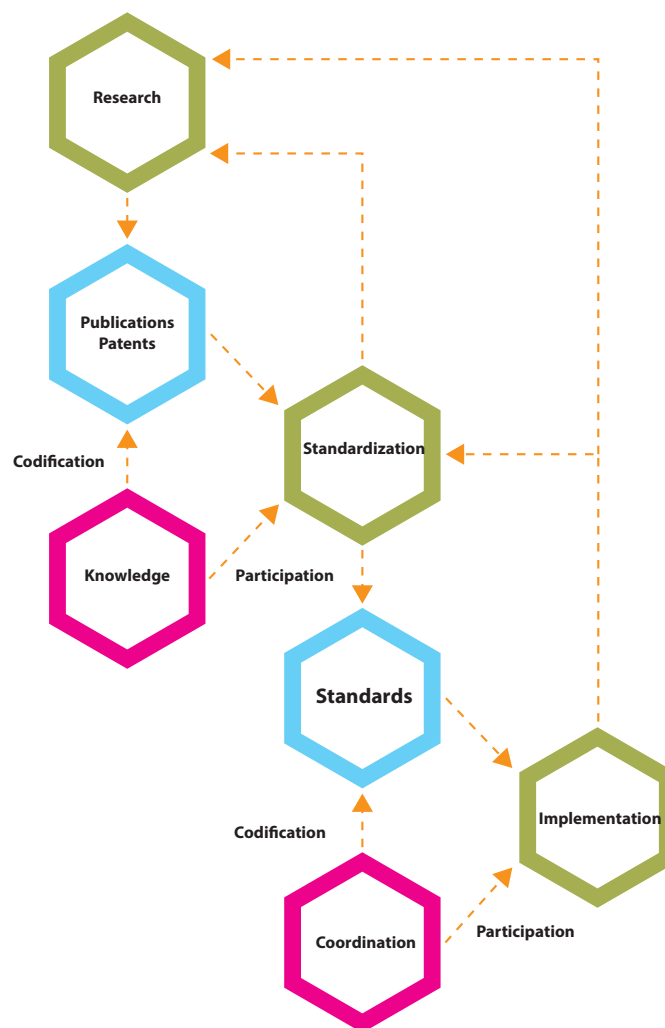 Research
Publications
Patents
Codification
Standardization
Knowledge
Participation
Standards
Implementation
Codification
Coordination
Participation